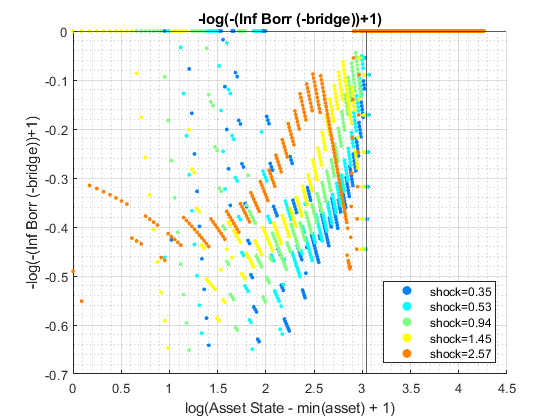 -log(-(Inf Borr (-bridge))+1)
-log(-(Inf Borr (-bridge))+1)
0
-0.1
-0.2
-0.3
-0.4
-0.5
-0.6
-0.7
shock=0.35
shock=0.53
shock=0.94
shock=1.45
shock=2.57
0 0.5 1 1.5 2 2.5 3 3.5 4 4.5
log(Asset State - min(asset) + 1)